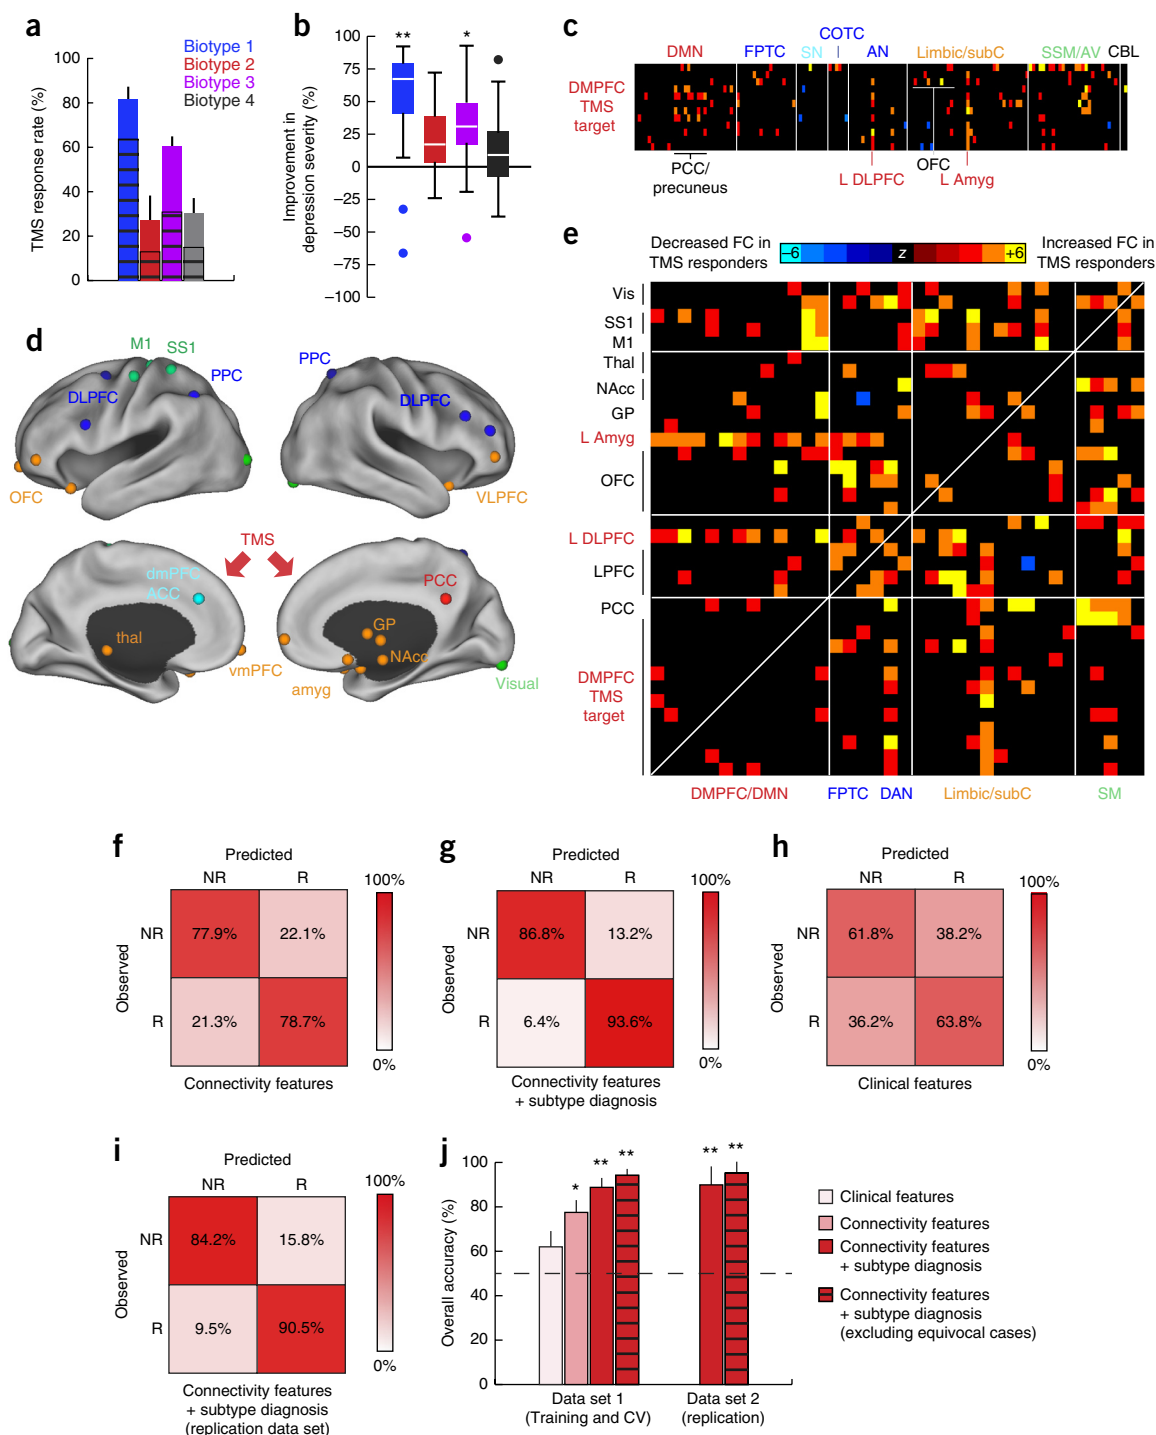 a
TMS response rate (%)
100
80
60
40
20
0
Biotype 1
Biotype 2
Biotype 3
Biotype 4
b
Improvement in
depression severity (%)
100
75
50
25
0
−25
−50
−75
−100
**
*
c
COTC
DMN
FPTC
SN
AN
Limbic/subC
SSM/AV
CBL
DMPFC
TMS
target
PCC/
precuneus
OFC
L DLPFC
L Amyg
d
M1
SS1
PPC
DLPFC
OFC
PPC
DLPFC
VLPFC
TMS
dmPFC
ACC
thal
vmPFC
PCC
GP
NAcc
amyg
Visual
e
Decreased FC in
TMS responders
−6
z
+6
Increased FC in
TMS responders
Vis
SS1
M1
Thal
NAcc
GP
L Amyg
OFC
L DLPFC
LPFC
PCC
DMPFC
TMS
target
DMPFC/DMN
FPTC
DAN
Limbic/subC
SM
f
Predicted
NR
R
Observed
NR
77.9%
22.1%
R
21.3%
78.7%
100%
0%
Connectivity features
g
Predicted
NR
R
Observed
NR
86.8%
13.2%
R
6.4%
93.6%
100%
0%
Connectivity features
+ subtype diagnosis
h
Predicted
NR
R
Observed
NR
61.8%
38.2%
R
36.2%
63.8%
100%
0%
Clinical features
i
Predicted
NR
R
Observed
NR
84.2%
15.8%
R
9.5%
90.5%
100%
0%
Connectivity features
+ subtype diagnosis
(replication data set)
j
Overall accuracy (%)
100
80
60
40
20
0
*
**
**
**
**
Data set 1
(Training and CV)
Data set 2
(replication)
Clinical features
Connectivity features
Connectivity features
+ subtype diagnosis
Connectivity features
+ subtype diagnosis
(excluding equivocal cases)